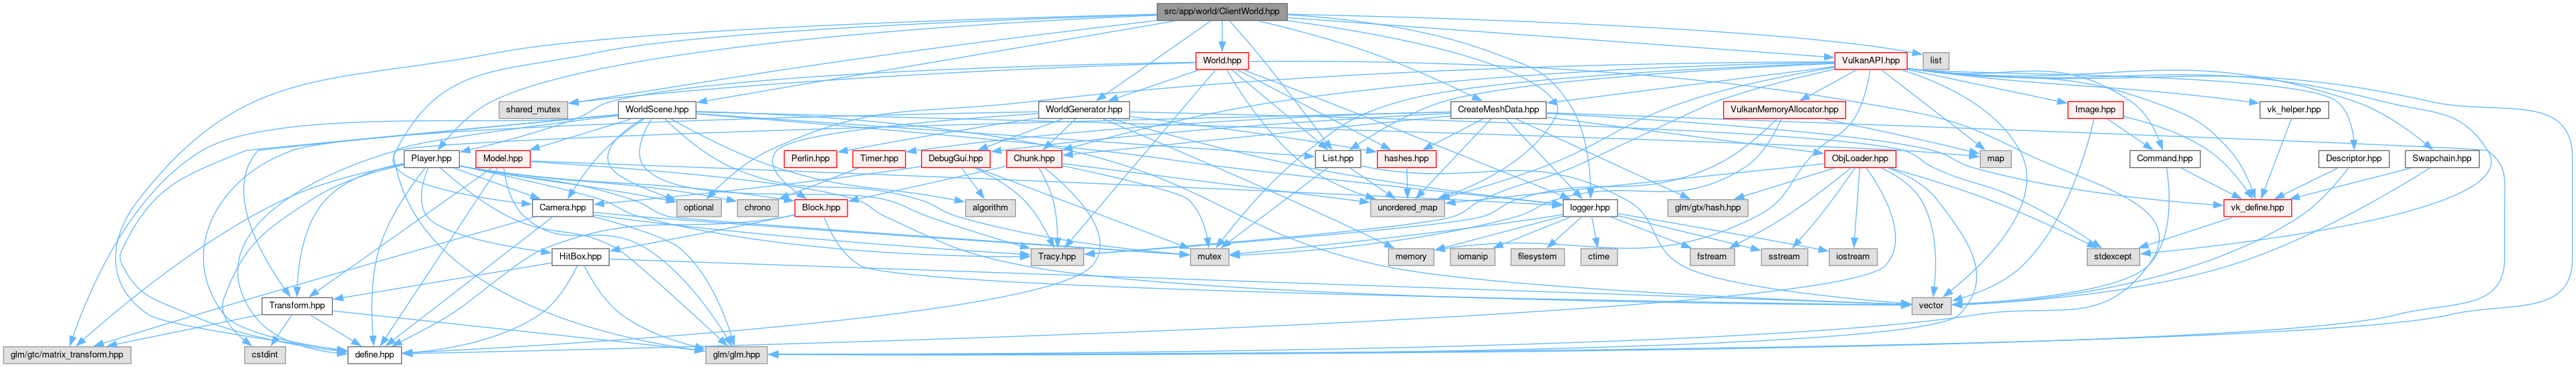 src/app/world/ClientWorld.hpp
World.hpp
VulkanAPI.hpp
list
shared_mutex
WorldScene.hpp
WorldGenerator.hpp
CreateMeshData.hpp
VulkanMemoryAllocator.hpp
Image.hpp
vk_helper.hpp
Player.hpp
Model.hpp
Perlin.hpp
Timer.hpp
DebugGui.hpp
Chunk.hpp
List.hpp
hashes.hpp
ObjLoader.hpp
map
Command.hpp
Descriptor.hpp
Swapchain.hpp
Camera.hpp
optional
chrono
Block.hpp
algorithm
unordered_map
glm/gtx/hash.hpp
logger.hpp
vk_define.hpp
HitBox.hpp
Tracy.hpp
mutex
memory
iomanip
filesystem
ctime
fstream
sstream
iostream
stdexcept
Transform.hpp
vector
glm/gtc/matrix_transform.hpp
cstdint
define.hpp
glm/glm.hpp